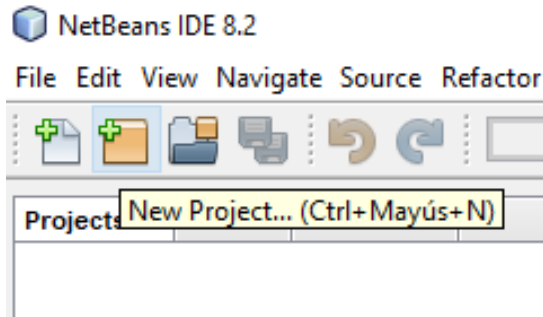 NetBeans IDE 8.2
File Edit View Navigate Source Refactor
New Project... (Ctrl+Mayús+N)
Projects